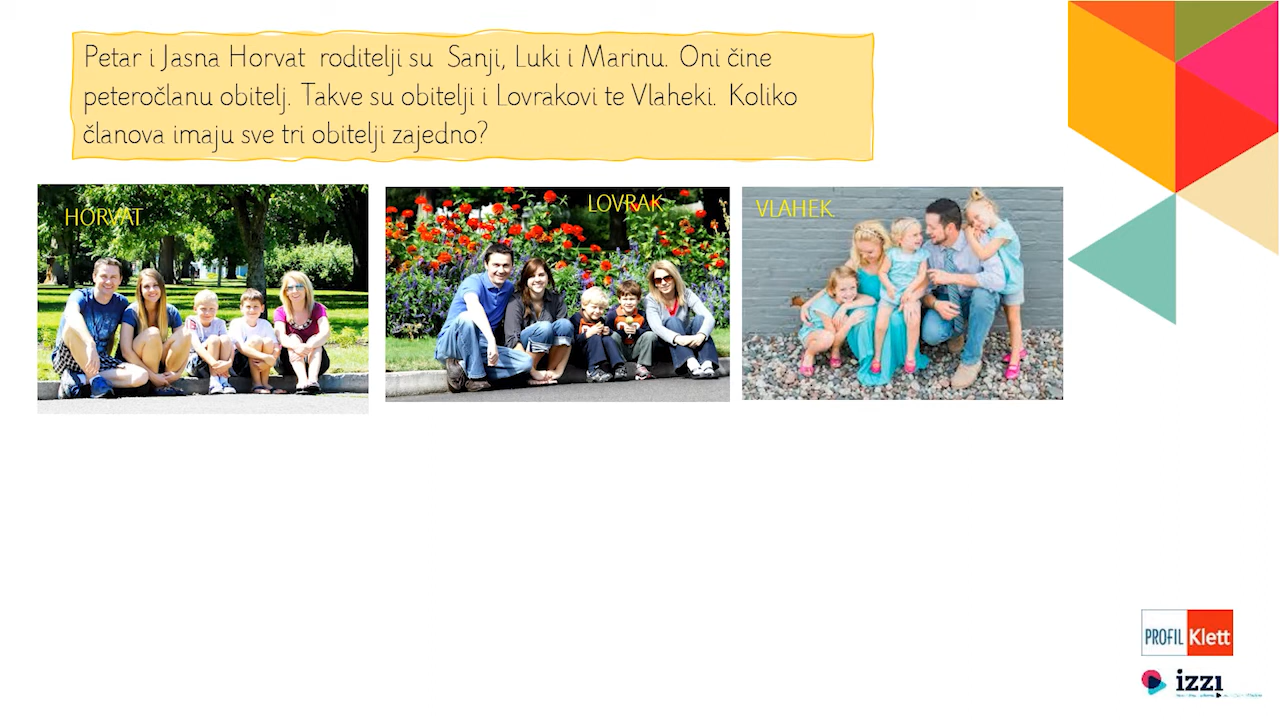 Petar i Jasna Horvat roditelji su Sanji, Luki i Marinu. Oni čine
peteročlanu obitelj. Takve su obitelji i Lovrakovi te Vlaheki. Koliko
članova imaju sve tri obitelji zajedno?
HORVAT
LOVRAK
VLAHEK
PROFIL Klett
izzi